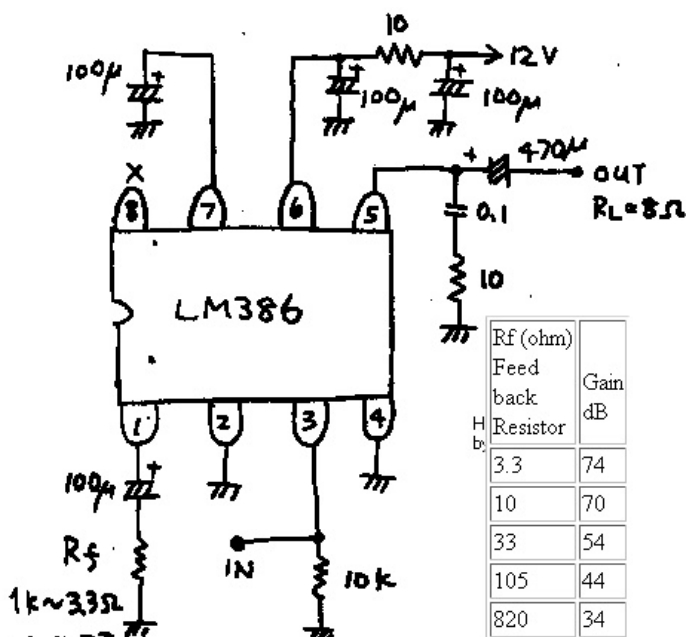 10
12V
100μ
100μ
100μ
470μ
OUT
RL=8Ω
X
8
7
6
5
0.1
10
LM386
1
2
3
4
100μ
Rf
IN
10k
1k~3.3Ω
H
by
Rf (ohm)
Feed
back
Resistor
Gain
dB
3.3 74
10 70
33 54
105 44
820 34